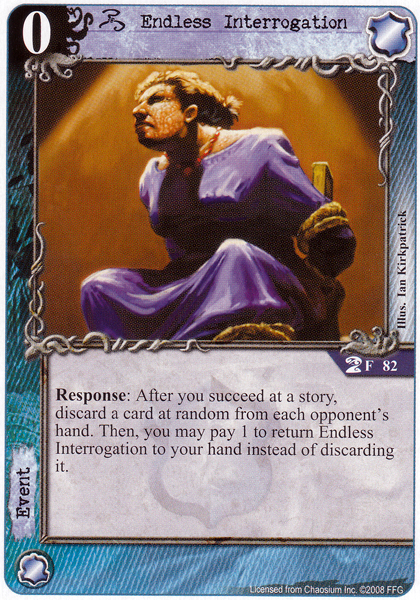 0
Endless Interrogation
Illus. Ian Kirkpatrick
F 82
Response: After you succeed at a story,
discard a card at random from each opponent's
hand. Then, you may pay 1 to return Endless
Interrogation to your hand instead of discarding
it.
Event
Licensed from Chaosium Inc. ©2008 FFG